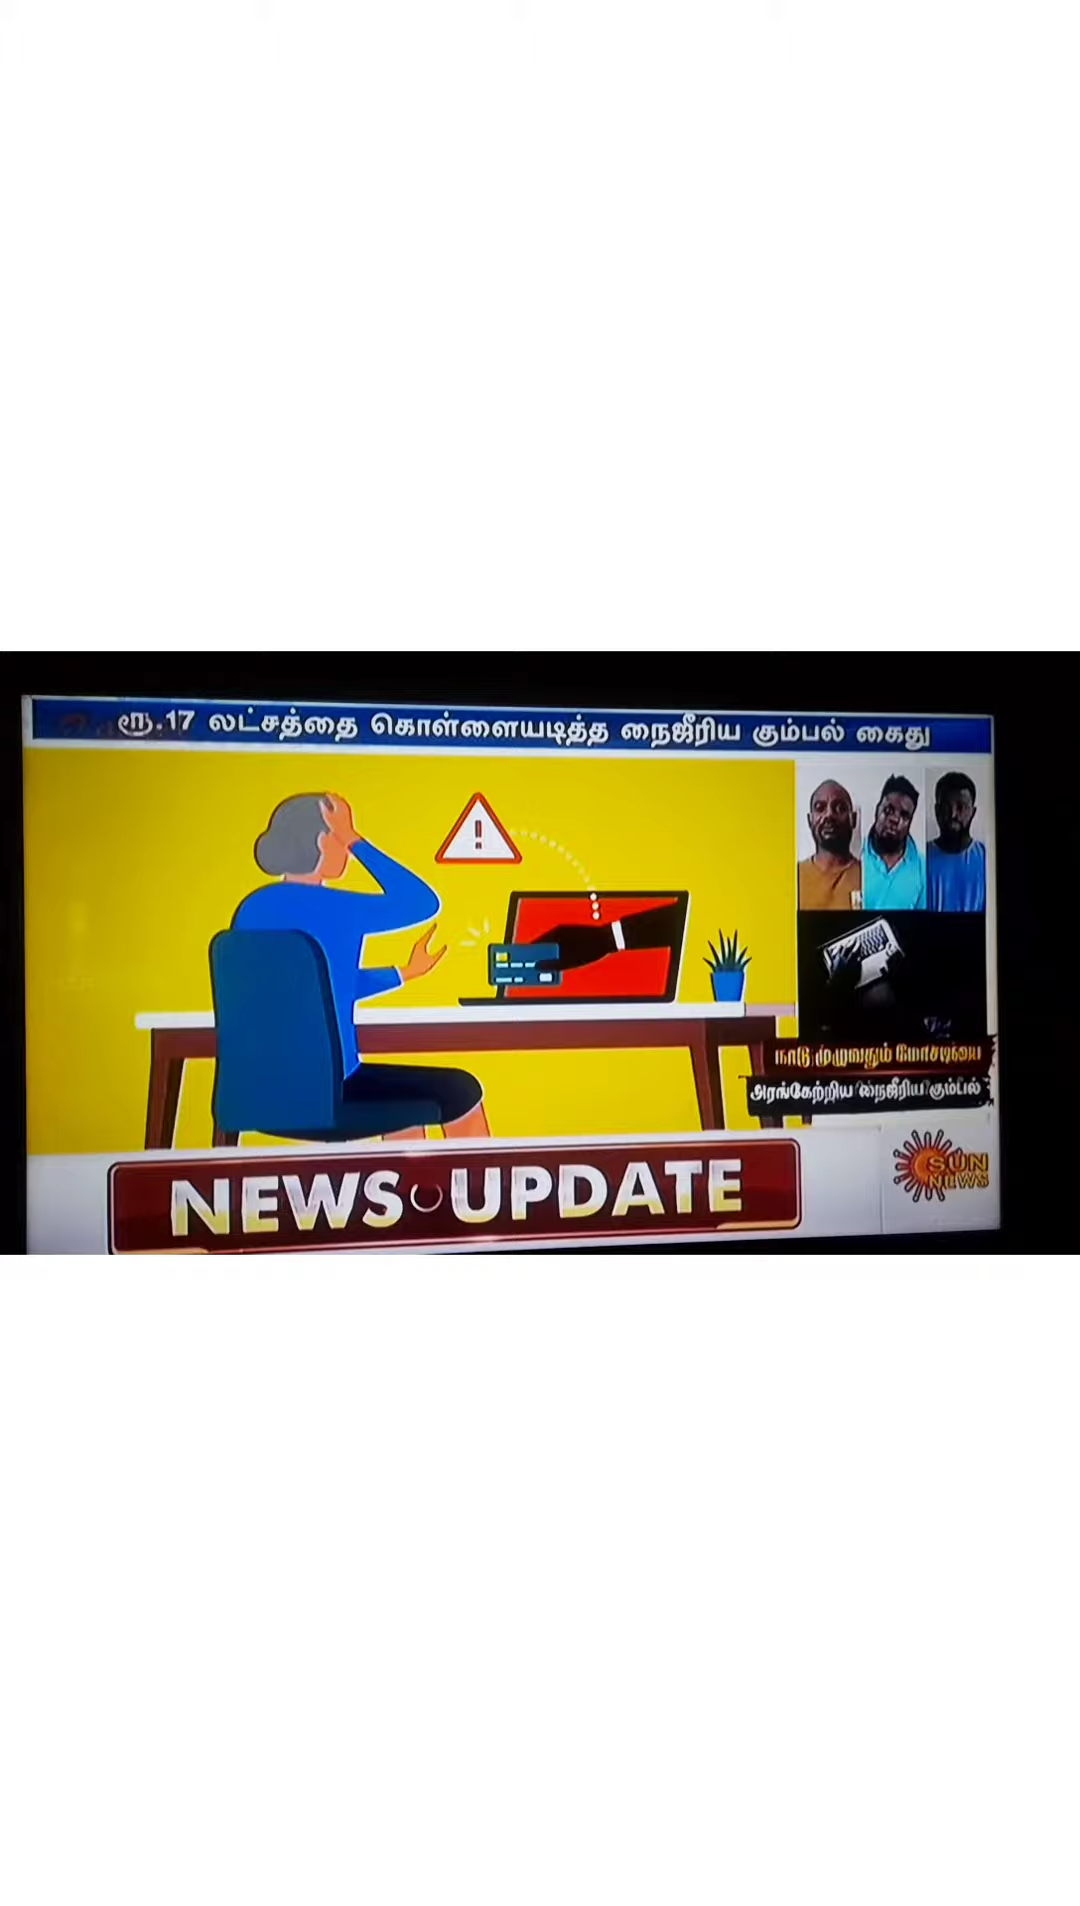 ரூ.17 லட்சத்தை கொள்ளையடித்த நைஜீரிய கும்பல் கைது
நாடு முழுவதும் மோசடியை
அரங்கேற்றிய நைஜீரிய கும்பல்
SUN
NEWS
NEWS UPDATE